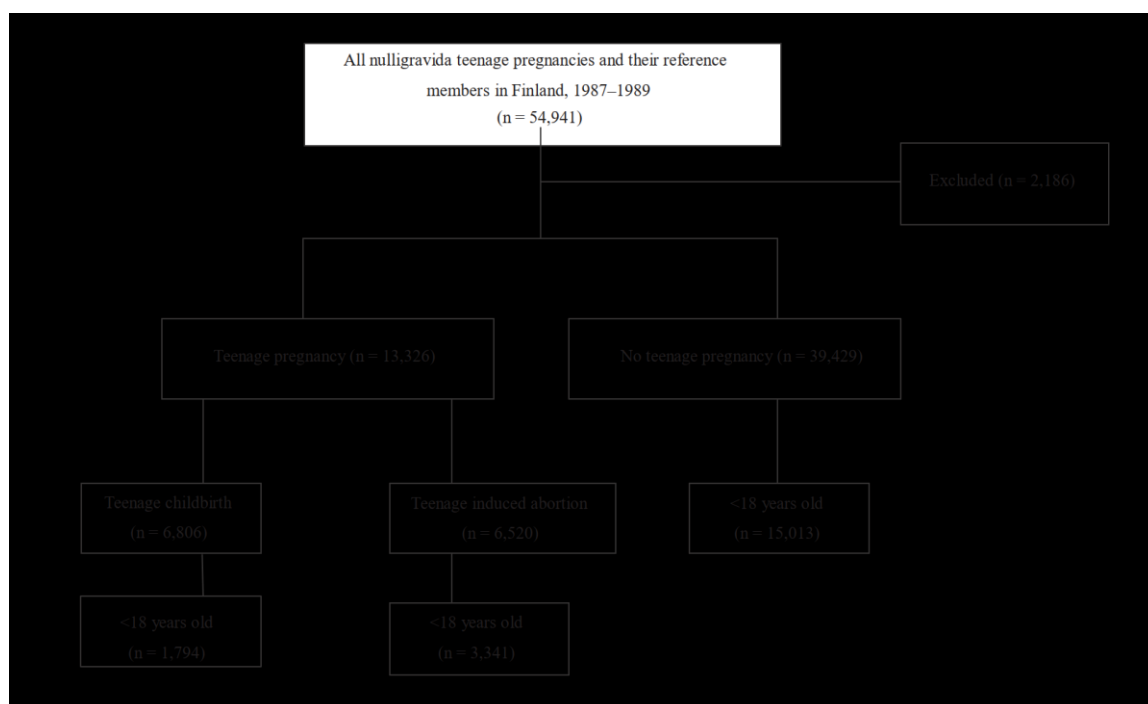 All nulligravida teenage pregnancies and their reference
members in Finland, 1987–1989
(n = 54,941)
Excluded (n = 2,186)
Teenage pregnancy (n = 13,326)
No teenage pregnancy (n = 39,429)
Teenage childbirth
(n = 6,806)
Teenage induced abortion
(n = 6,520)
<18 years old
(n = 15,013)
<18 years old
(n = 1,794)
<18 years old
(n = 3,341)